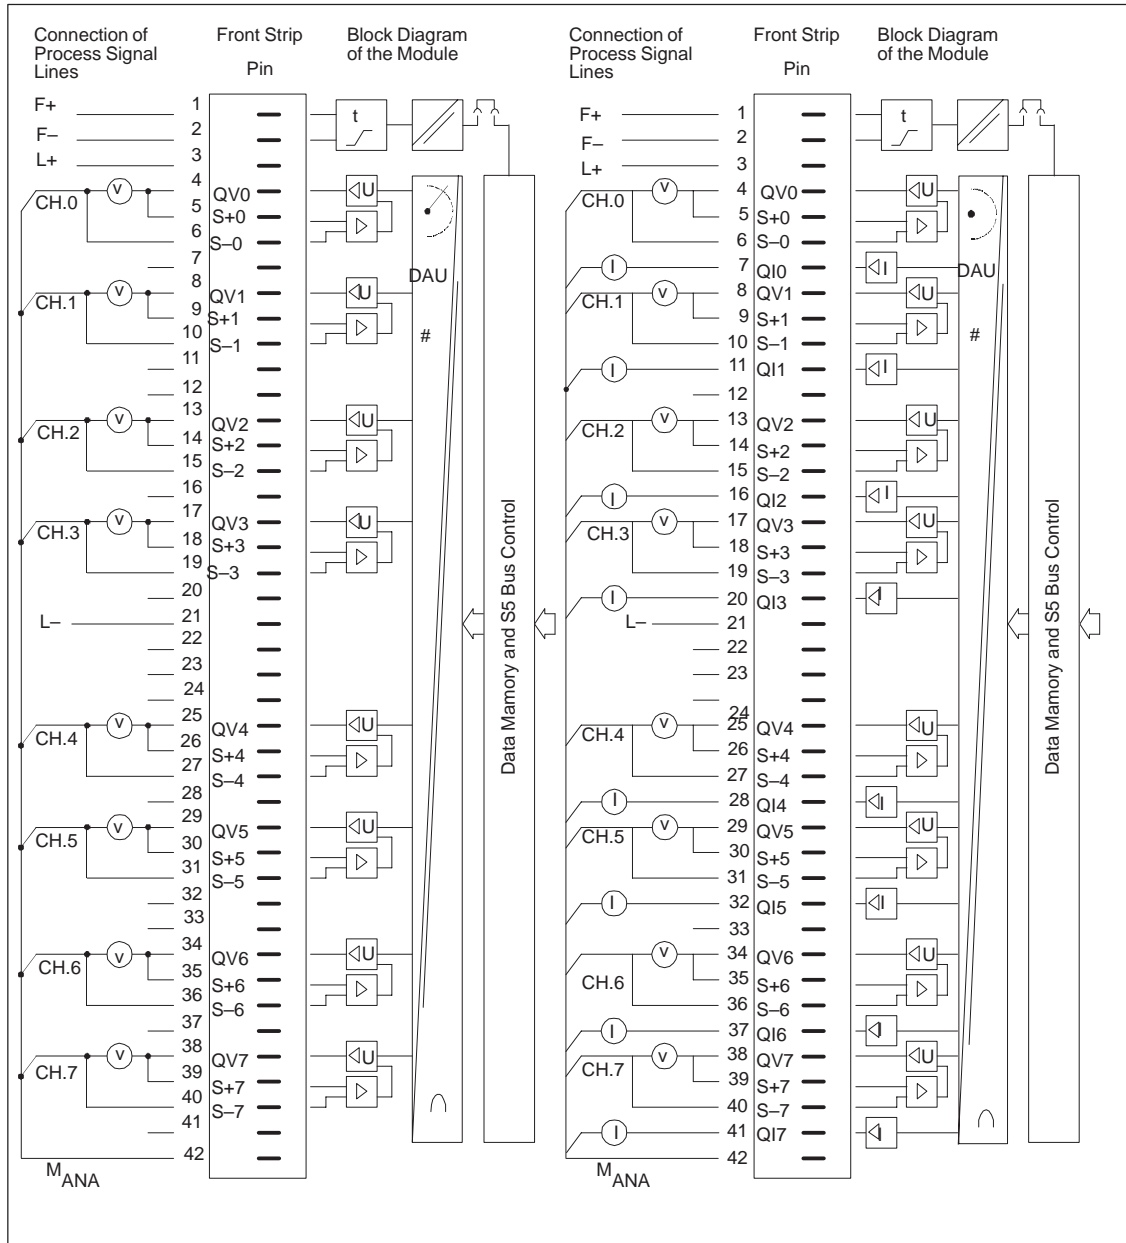 Connection of Process Signal Lines
Front Strip
Pin
Block Diagram of the Module
F+
F–
L+
1
2
3
t
CH.0
V
4
QV0
U
5
S+0
6
S–0
7
8
DAU
CH.1
V
QV1
U
9
S+1
10
S–1
#
11
12
13
CH.2
V
QV2
U
14
S+2
15
S–2
16
17
CH.3
V
QV3
U
18
S+3
19
S–3
20
L–
21
22
23
24
25
CH.4
V
QV4
U
26
S+4
27
S–4
28
29
CH.5
V
QV5
U
30
S+5
31
S–5
32
33
34
CH.6
V
QV6
U
35
S+6
36
S–6
37
38
CH.7
V
QV7
U
39
S+7
40
S–7
41
42
MANA
Data Mamory and S5 Bus Control
Connection of Process Signal Lines
Front Strip
Pin
Block Diagram of the Module
F+
1
F–
2
L+
3
t
CH.0
V
4
QV0
U
5
S+0
6
S–0
I
7
QI0
I
DAU
CH.1
V
8
QV1
U
9
S+1
10
S–1
#
I
11
QI1
I
12
CH.2
V
13
QV2
U
14
S+2
15
S–2
I
16
QI2
I
CH.3
V
17
QV3
U
18
S+3
19
S–3
I
20
QI3
I
L–
21
22
23
24
CH.4
V
25
QV4
U
26
S+4
27
S–4
I
28
QI4
I
CH.5
V
29
QV5
U
30
S+5
31
S–5
I
32
QI5
I
33
CH.6
V
34
QV6
U
35
S+6
36
S–6
I
37
QI6
I
CH.7
V
38
QV7
U
39
S+7
40
S–7
I
41
QI7
I
42
MANA
Data Mamory and S5 Bus Control